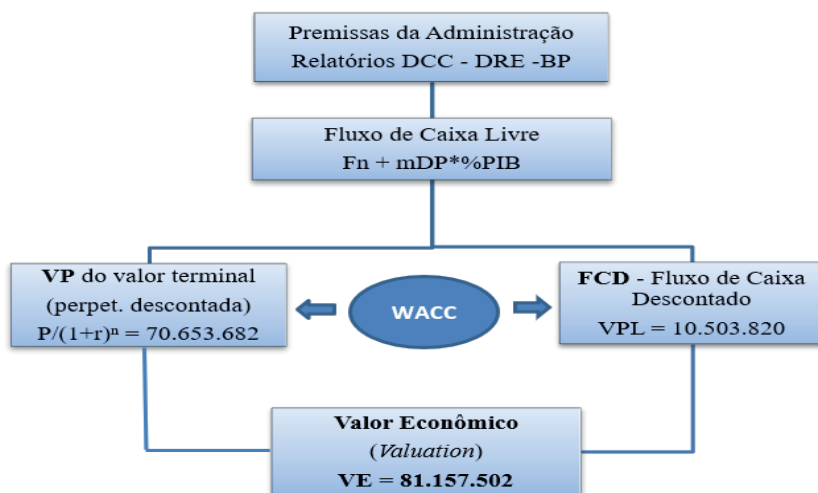 Premissas da Administração
Relatórios DCC - DRE -BP
Fluxo de Caixa Livre
Fn + mDP*%PIB
VP do valor terminal
(perpet. descontada)
P/(1+r)ⁿ = 70.653.682
WACC
FCD - Fluxo de Caixa
Descontado
VPL = 10.503.820
Valor Econômico
(Valuation)
VE = 81.157.502